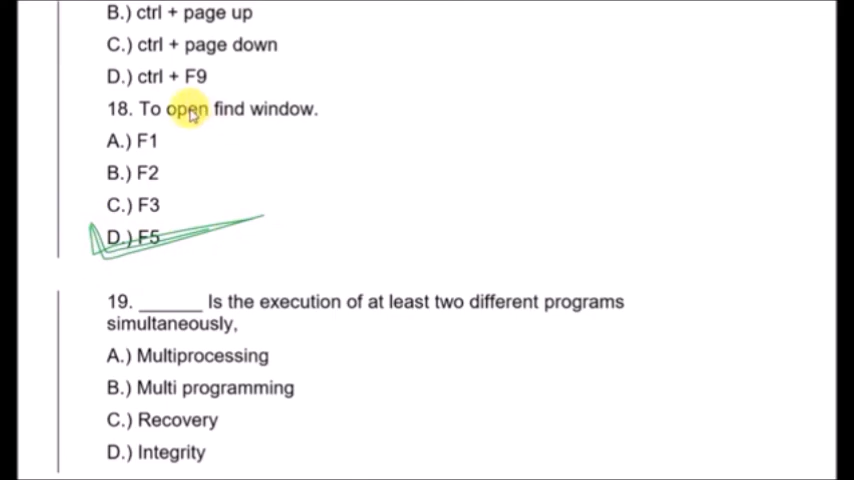 B.) ctrl + page up
C.) ctrl + page down
D.) ctrl + F9
18. To open find window.
A.) F1
B.) F2
C.) F3
D.) F5
19. ______ Is the execution of at least two different programs
simultaneously,
A.) Multiprocessing
B.) Multi programming
C.) Recovery
D.) Integrity